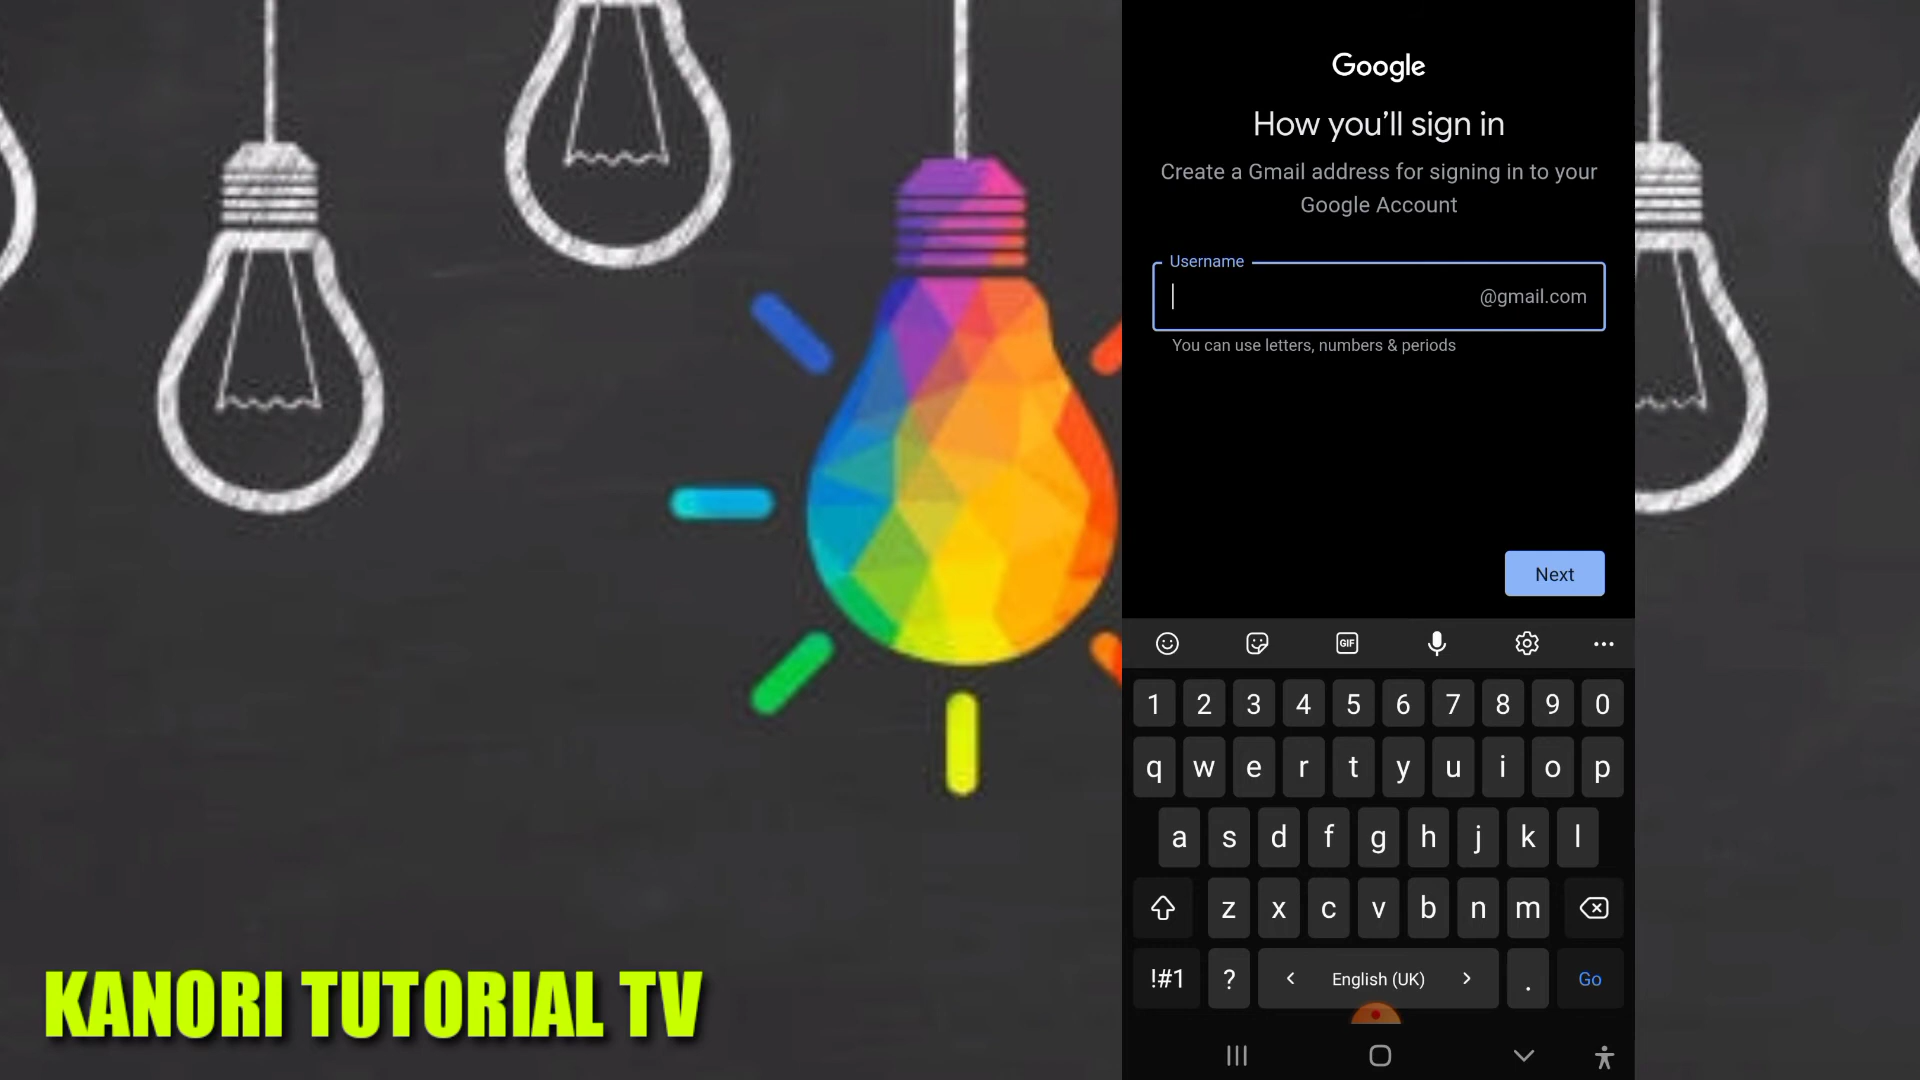 Google
How you’ll sign in
Create a Gmail address for signing in to your
Google Account
Username
@gmail.com
You can use letters, numbers & periods
Next
GIF
1 2 3 4 5 6 7 8 9 0
q w e r t y u i o p
a s d f g h j k l
z x c v b n m
!#1 ? < English (UK) > . Go
KANORI TUTORIAL TV